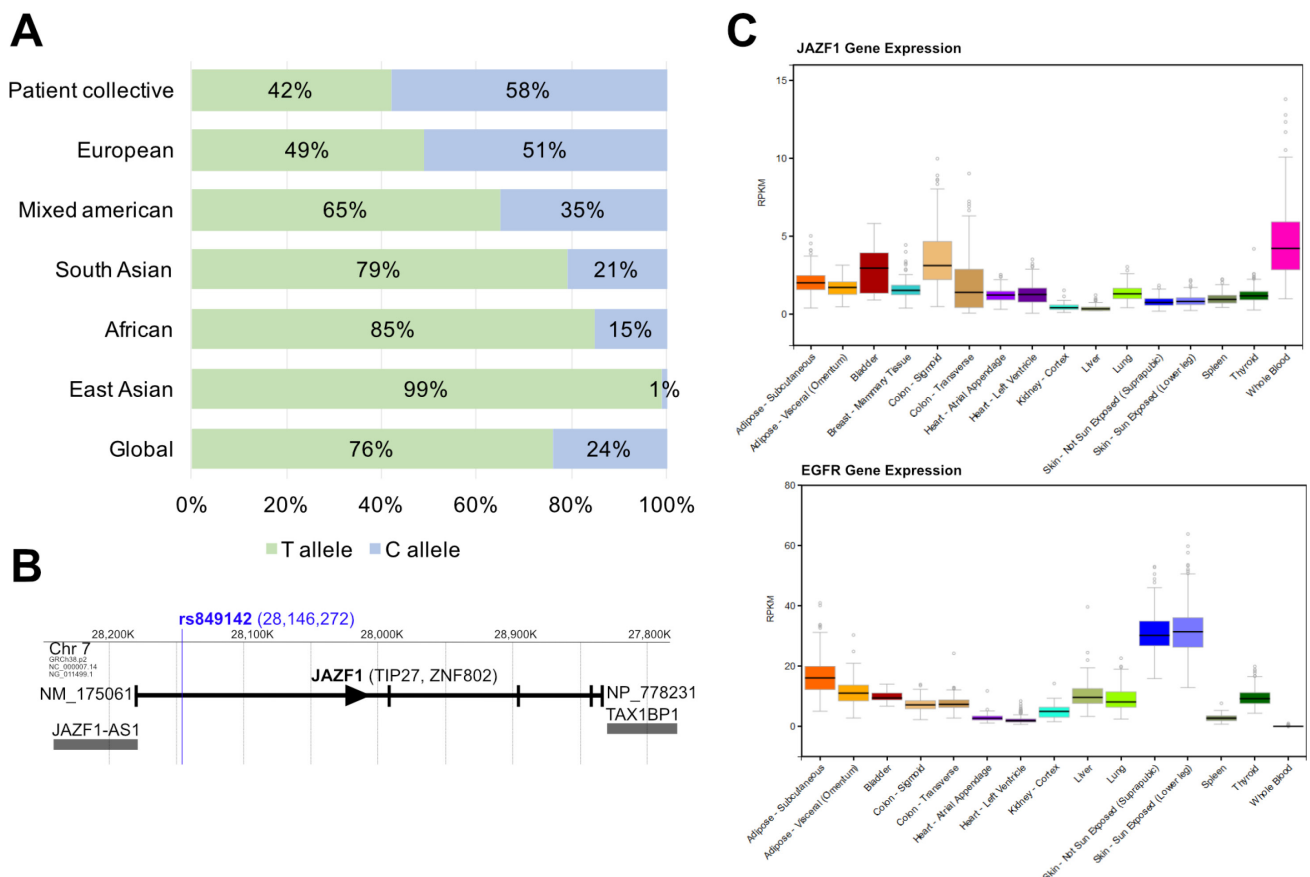 A
Patient collective 42% 58%
European 49% 51%
Mixed american 65% 35%
South Asian 79% 21%
African 85% 15%
East Asian 99% 1%
Global 76% 24%
0% 20% 40% 60% 80% 100%
T allele C allele
B
rs849142 (28,146,272)
28,200K 28,100K 28,000K 28,900K 27,800K
Chr 7
GRCh38.p2
NC_000007.14
NG_011499.1
JAZF1 (TIP27, ZNF802)
NM_175061 NP_778231
JAZF1-AS1 TAX1BP1
C
JAZF1 Gene Expression
15
10
5
0
RPKM
Adipose - Subcutaneous
Adipose - Visceral (Omentum)
Bladder
Breast - Mammary Tissue
Colon - Sigmoid
Colon - Transverse
Heart - Atrial Appendage
Heart - Left Ventricle
Kidney - Cortex
Liver
Lung
Skin - Not Sun Exposed (Suprapubic)
Skin - Sun Exposed (Lower leg)
Spleen
Thyroid
Whole Blood
EGFR Gene Expression
80
60
40
20
0
RPKM
Adipose - Subcutaneous
Adipose - Visceral (Omentum)
Bladder
Colon - Sigmoid
Colon - Transverse
Heart - Atrial Appendage
Heart - Left Ventricle
Kidney - Cortex
Liver
Lung
Skin - Not Sun Exposed (Suprapubic)
Skin - Sun Exposed (Lower leg)
Spleen
Thyroid
Whole Blood